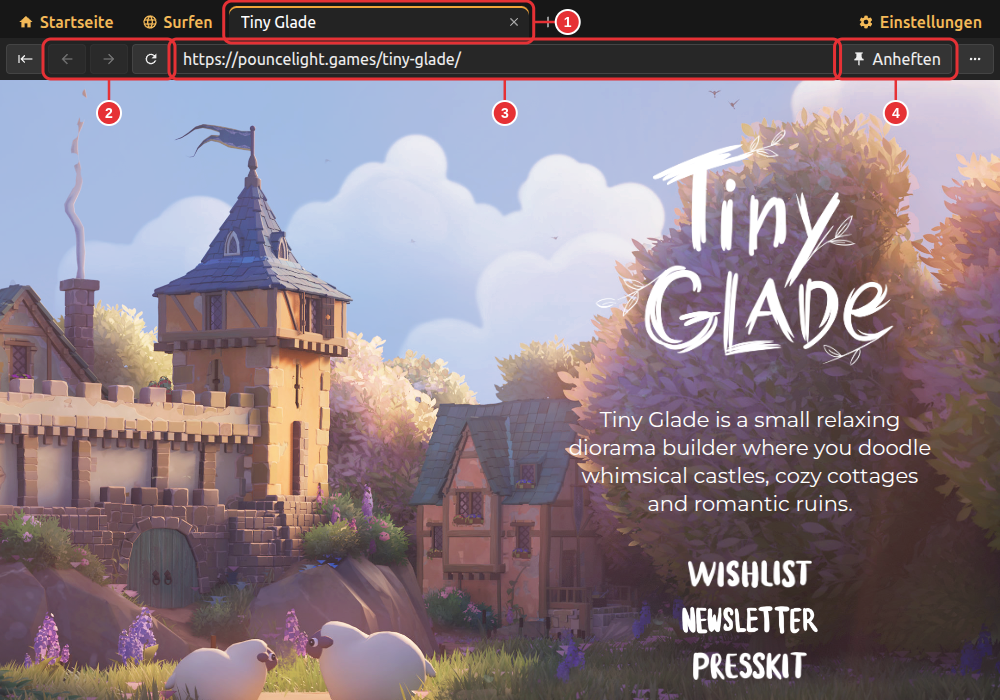 Startseite
Surfen
Tiny Glade
1
Einstellungen
https://pouncelight.games/tiny-glade/
Anheften
2
3
4
Tiny
GLADE
Tiny Glade is a small relaxing
diorama builder where you doodle
whimsical castles, cozy cottages
and romantic ruins.
WISHLIST
NEWSLETTER
PRESSKIT